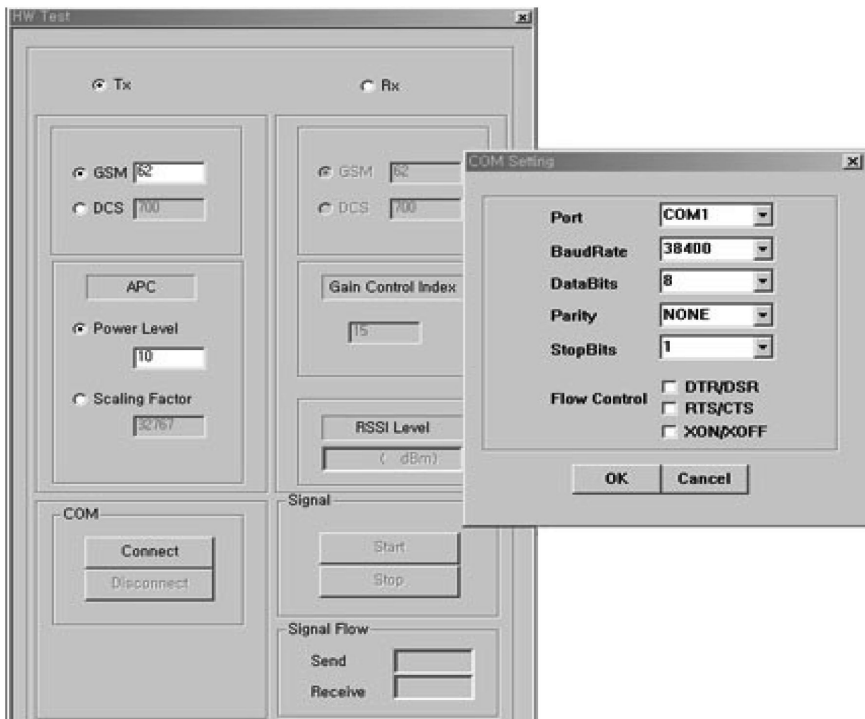 HW Test
Tx
Rx
GSM 62
DCS 700
GSM 62
DCS 700
APC
Power Level
10
Scaling Factor
32767
Gain Control Index
15
RSSI Level
( dBm)
COM
Connect
Disconnect
Signal
Start
Stop
Signal Flow
Send
Receive
COM Setting
Port COM1
BaudRate 38400
DataBits 8
Parity NONE
StopBits 1
Flow Control
DTR/DSR
RTS/CTS
XON/XOFF
OK Cancel